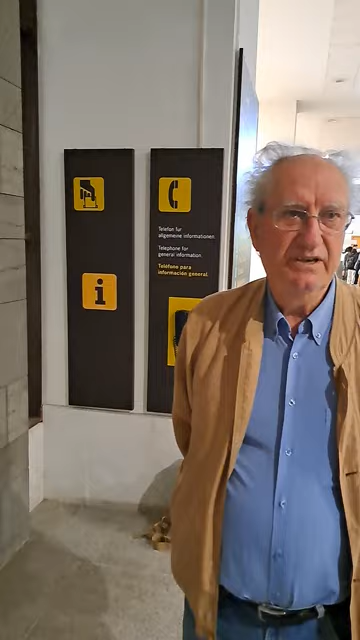 i
Telefon für
allgemeine informationen
Telephone for
general information
Teléfono para
información general